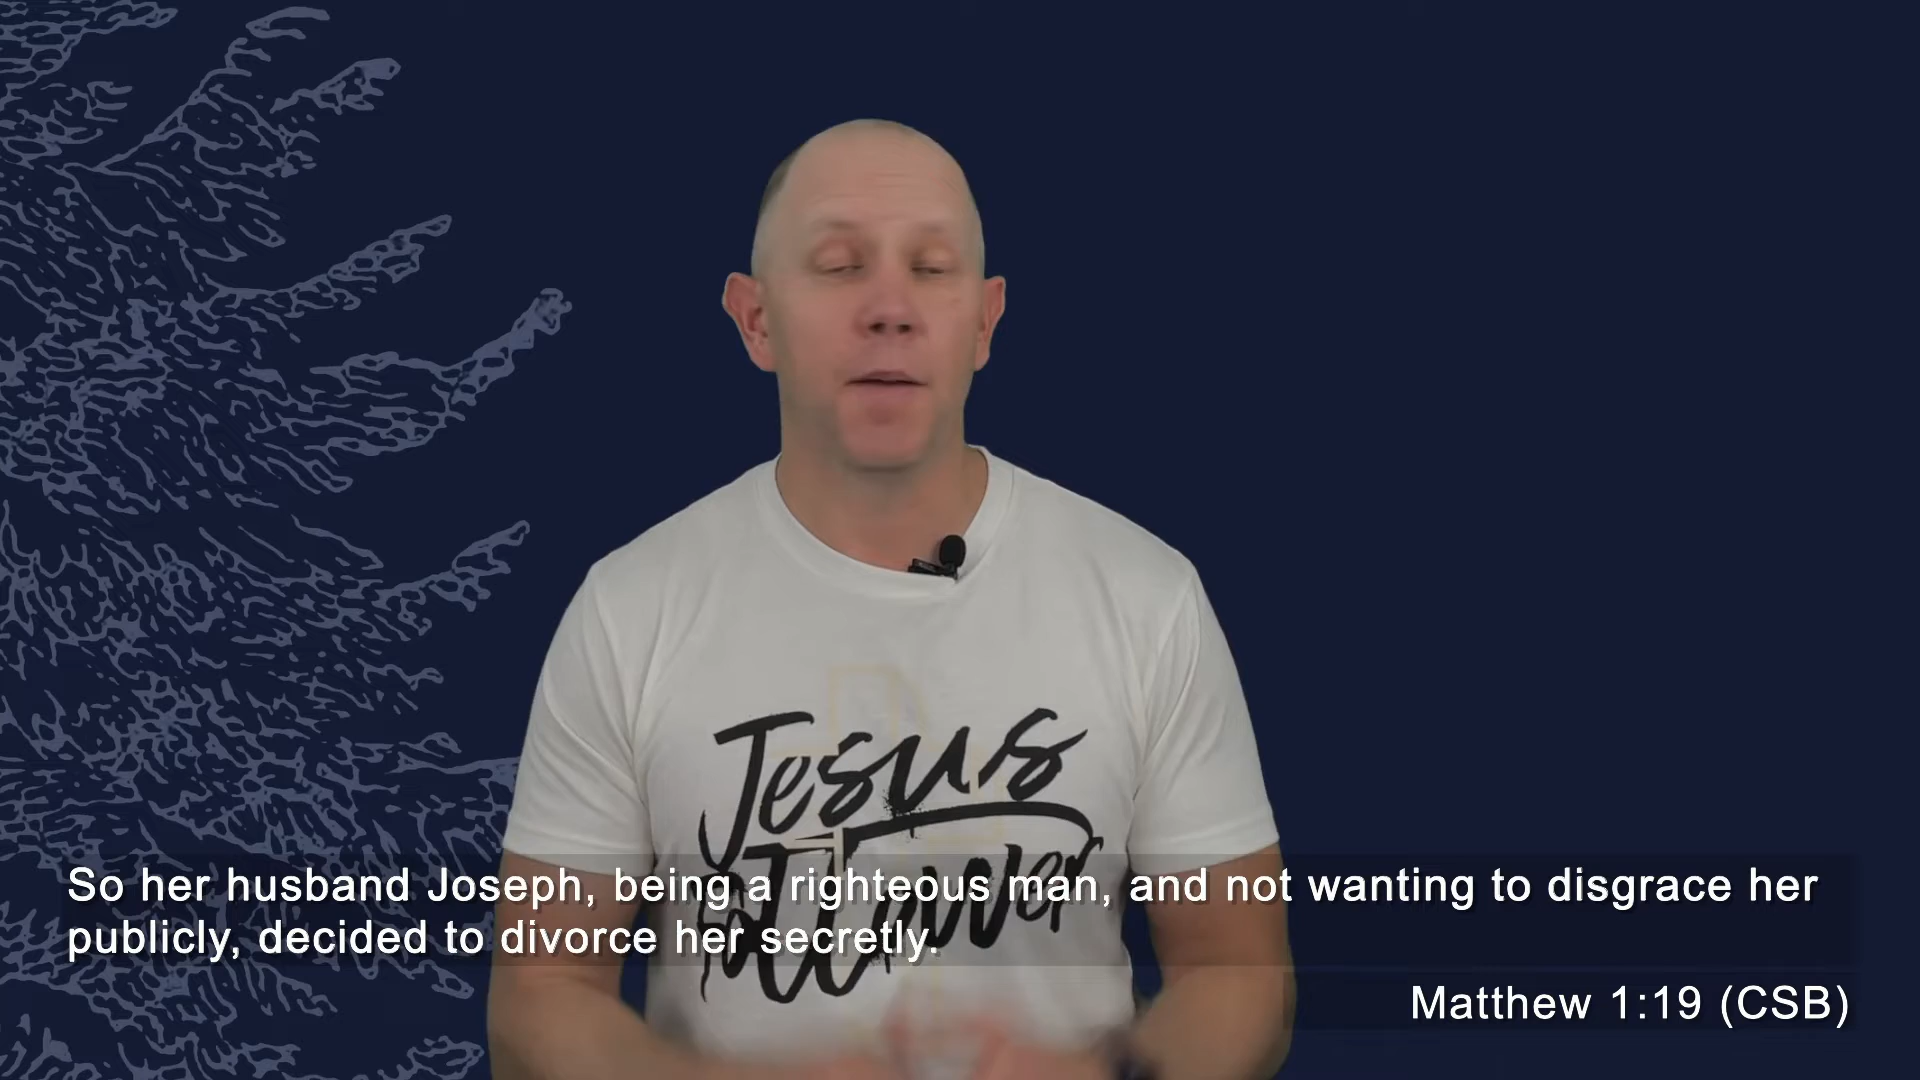 Jesus
Follower
So her husband Joseph, being a righteous man, and not wanting to disgrace her
publicly, decided to divorce her secretly.
Matthew 1:19 (CSB)